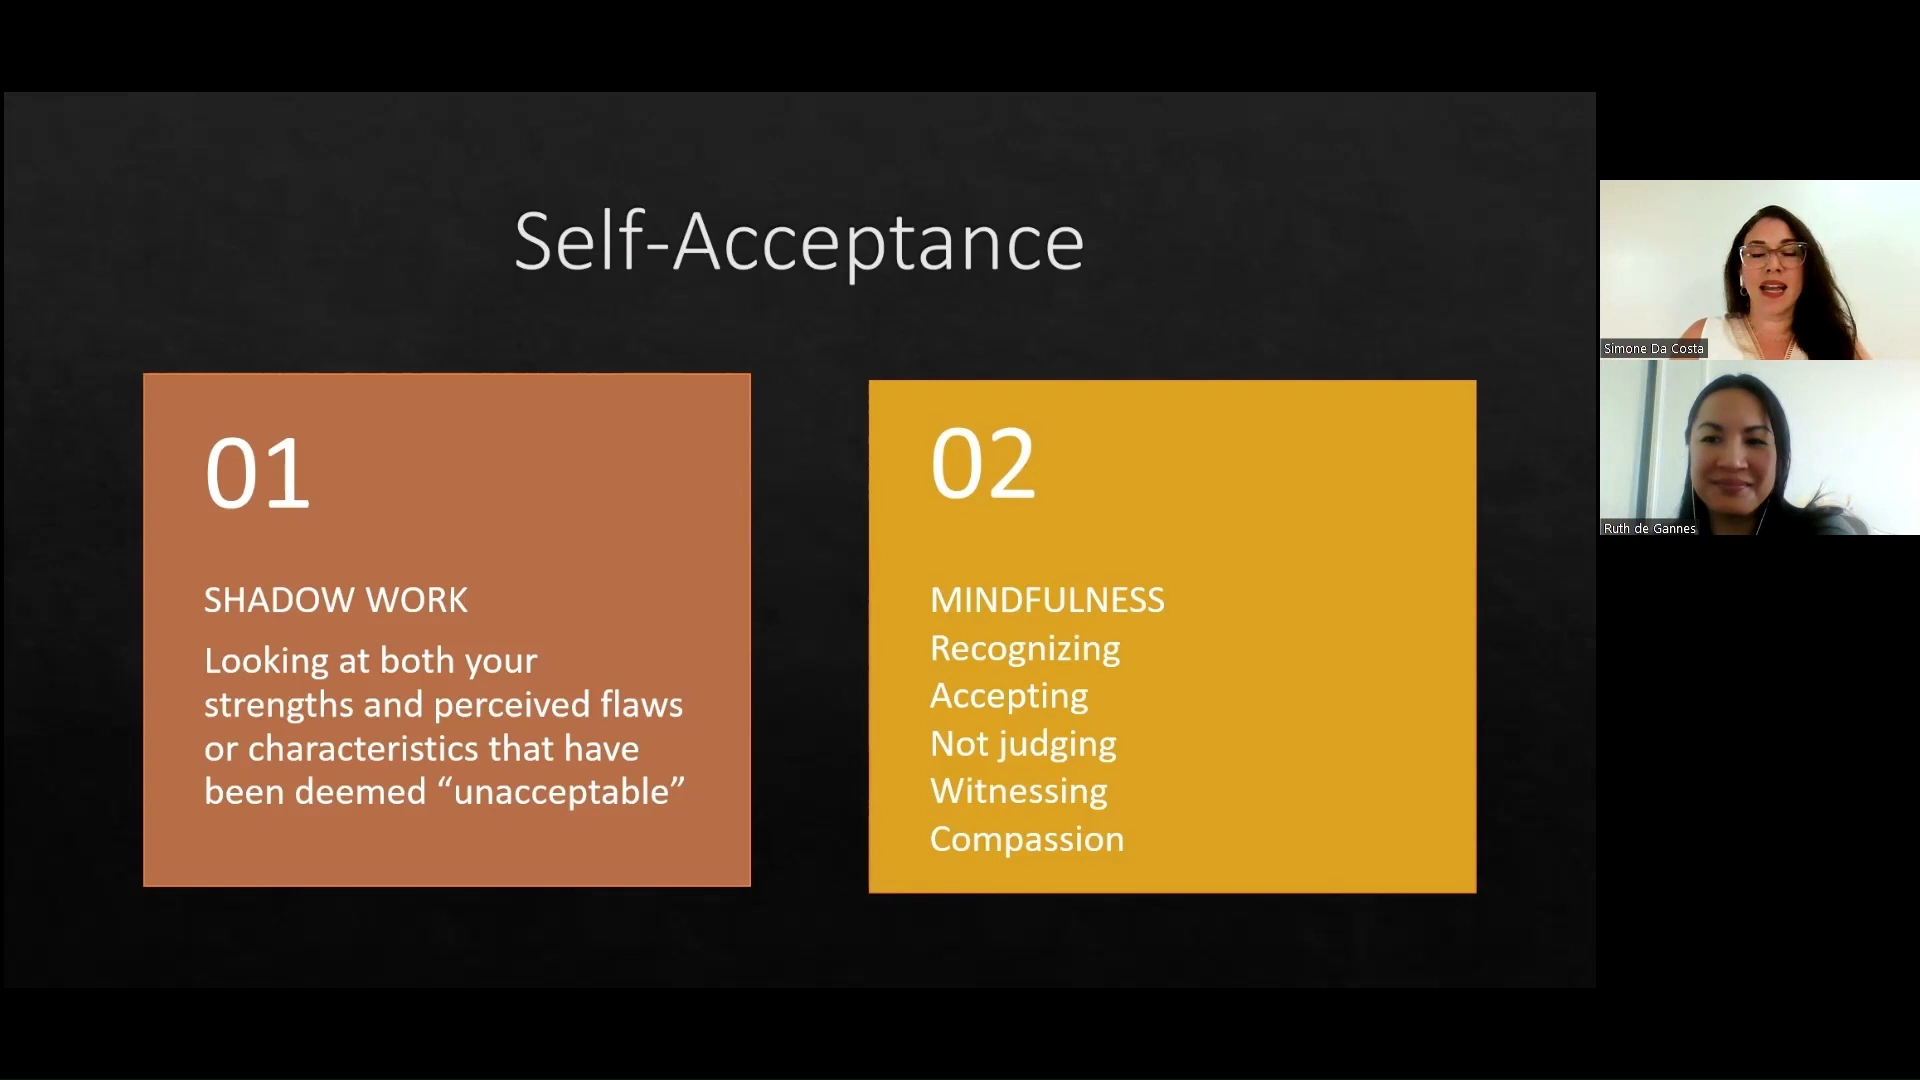 Self-Acceptance
01
SHADOW WORK
Looking at both your
strengths and perceived flaws
or characteristics that have
been deemed “unacceptable”
02
MINDFULNESS
Recognizing
Accepting
Not judging
Witnessing
Compassion
Simone Da Costa
Ruth de Gannes